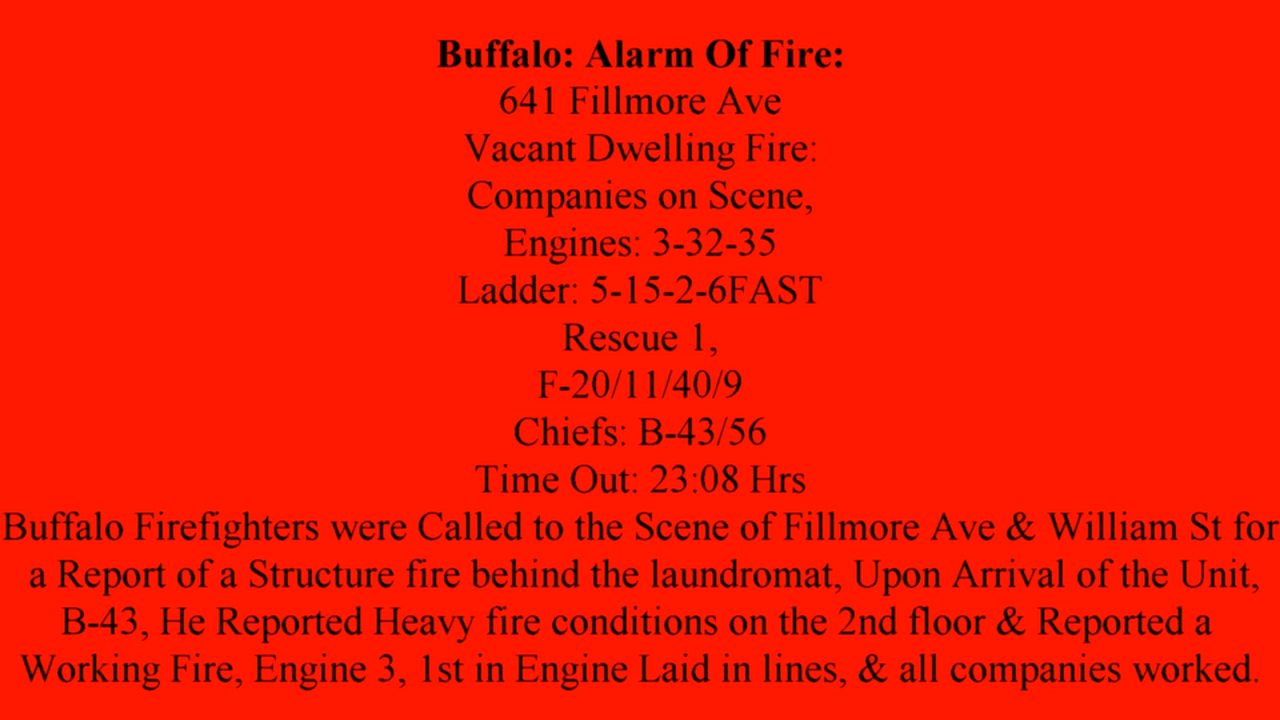 Buffalo: Alarm Of Fire:
641 Fillmore Ave
Vacant Dwelling Fire:
Companies on Scene,
Engines: 3-32-35
Ladder: 5-15-2-6FAST
Rescue 1,
F-20/11/40/9
Chiefs: B-43/56
Time Out: 23:08 Hrs
Buffalo Firefighters were Called to the Scene of Fillmore Ave & William St for
a Report of a Structure fire behind the laundromat, Upon Arrival of the Unit,
B-43, He Reported Heavy fire conditions on the 2nd floor & Reported a
Working Fire, Engine 3, 1st in Engine Laid in lines, & all companies worked.